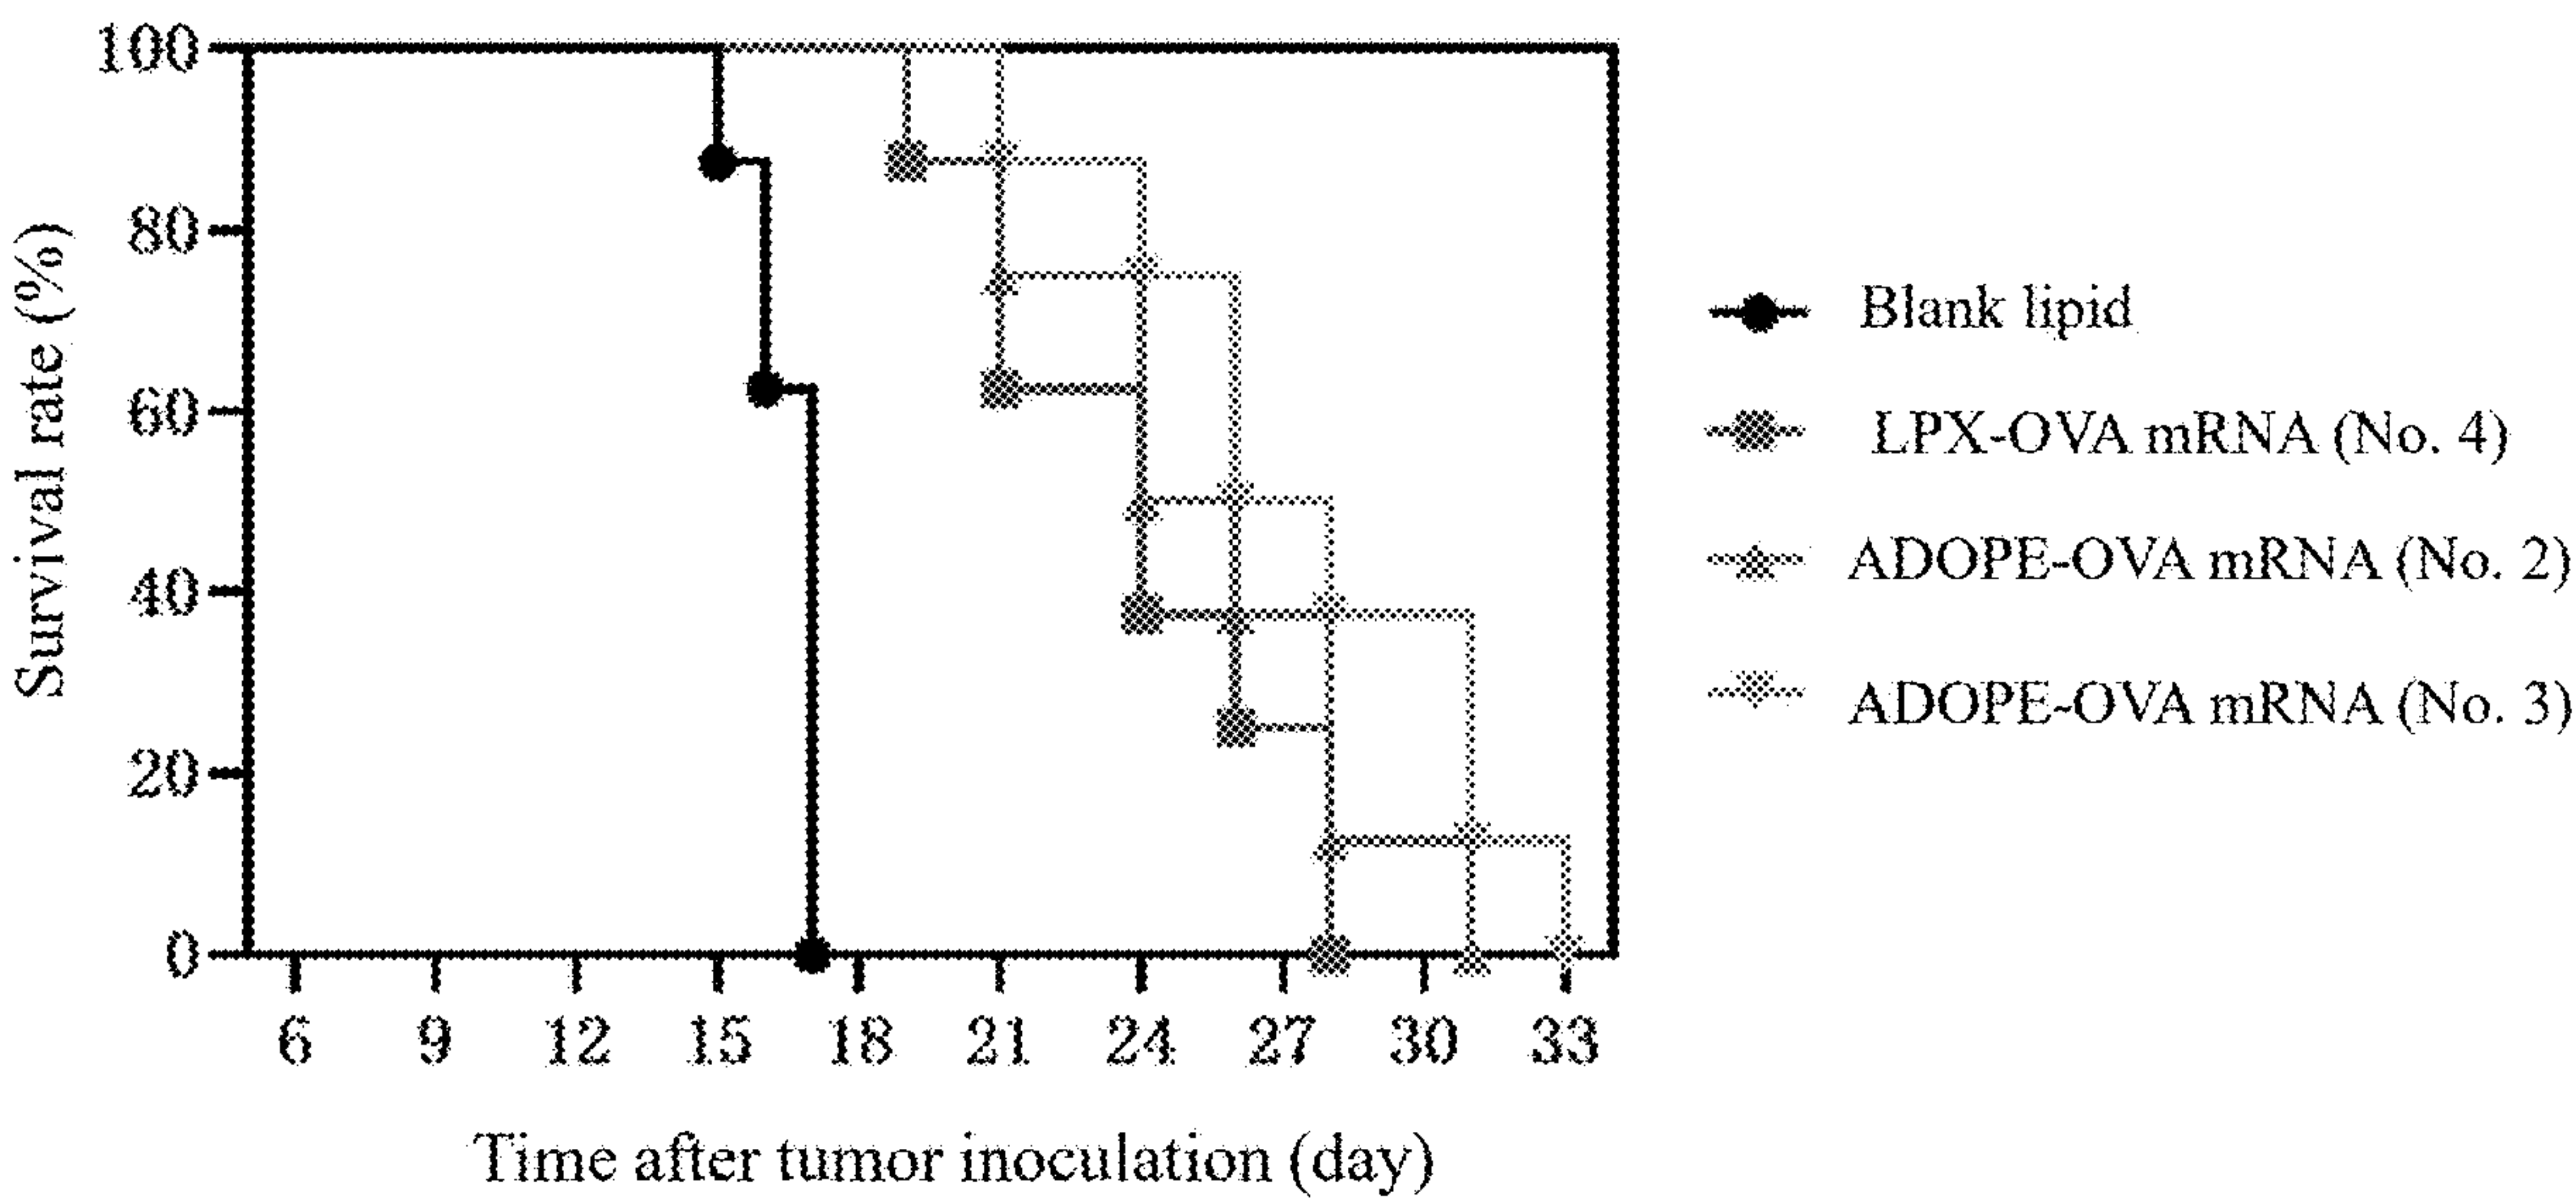 Survival rate (%)
100
80
60
40
20
0
6 9 12 15 18 21 24 27 30 33
Time after tumor inoculation (day)
Blank lipid
LPX-OVA mRNA (No. 4)
ADOPE-OVA mRNA (No. 2)
ADOPE-OVA mRNA (No. 3)